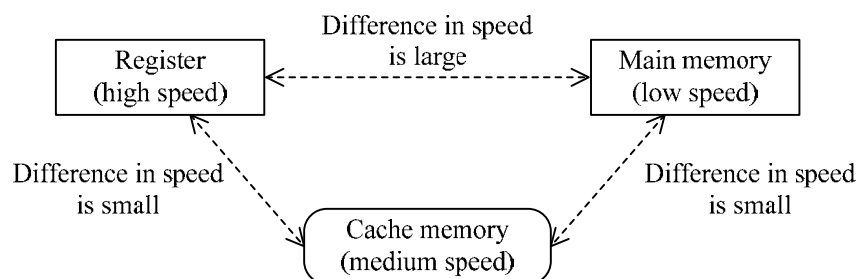 Difference in speed
is large
Register
(high speed)
Main memory
(low speed)
Difference in speed
is small
Difference in speed
is small
Cache memory
(medium speed)